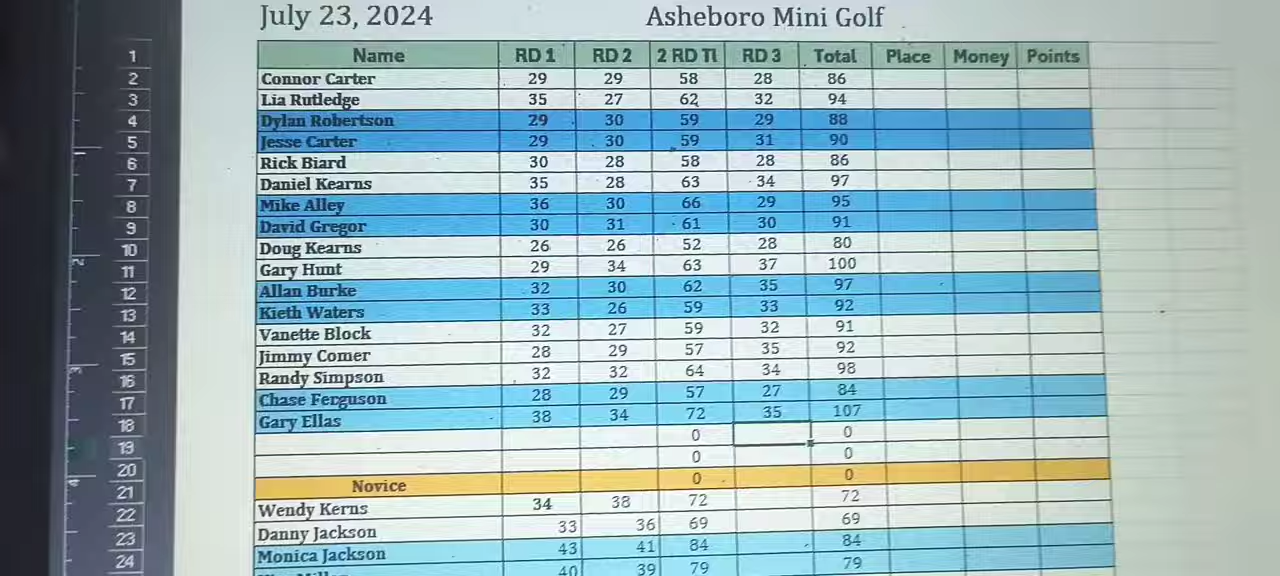 July 23, 2024 Asheboro Mini Golf
1 Name RD 1 RD 2 2 RD Tl RD 3 Total Place Money Points
2 Connor Carter 29 29 58 28 86
3 Lia Rutledge 35 27 62 32 94
4 Dylan Robertson 29 30 59 29 88
5 Jesse Carter 29 30 59 31 90
6 Rick Biard 30 28 58 28 86
7 Daniel Kearns 35 28 63 34 97
8 Mike Alley 36 30 66 29 95
9 David Gregor 30 31 61 30 91
10 Doug Kearns 26 26 52 28 80
11 Gary Hunt 29 34 63 37 100
12 Allan Burke 32 30 62 35 97
13 Kieth Waters 33 26 59 33 92
14 Vanette Block 32 27 59 32 91
15 Jimmy Comer 28 29 57 35 92
16 Randy Simpson 32 32 64 34 98
17 Chase Ferguson 28 29 57 27 84
18 Gary Ellas 38 34 72 35 107
19 0 0
20 0 0
21 Novice 0 0
22 Wendy Kerns 34 38 72 72
23 Danny Jackson 33 36 69 69
24 Monica Jackson 43 41 84 84
40 39 79 79